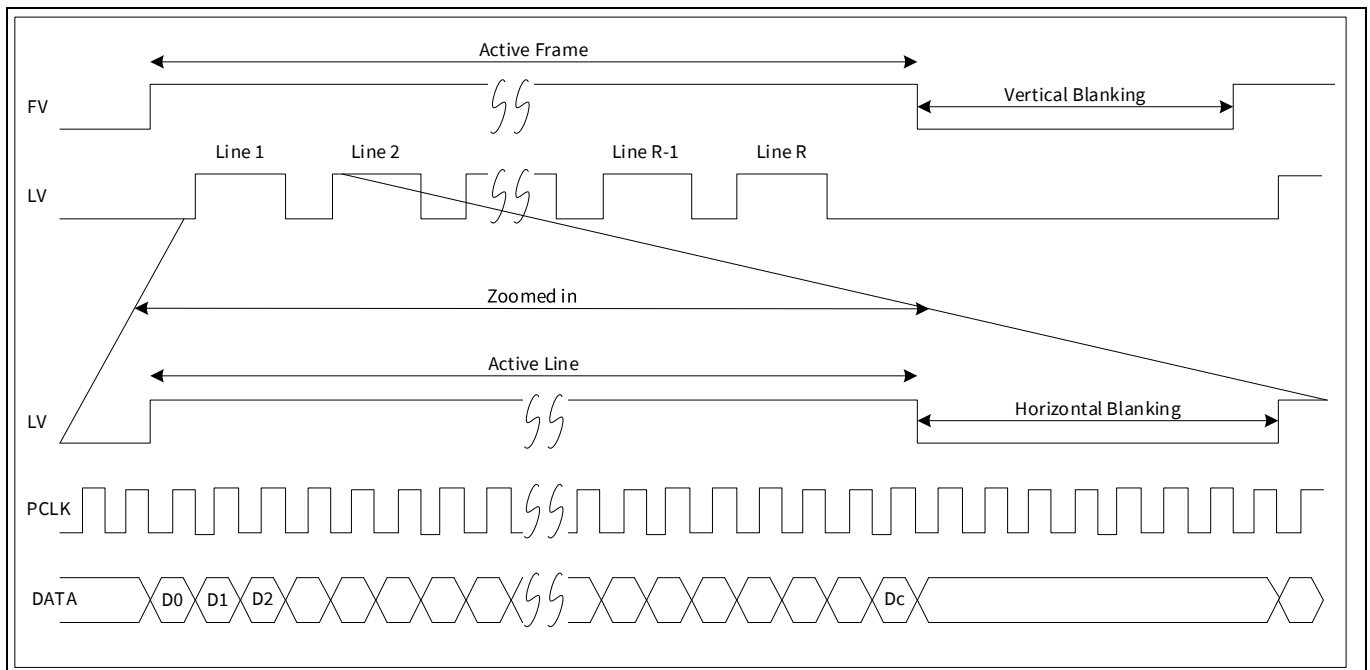 Active Frame
FV
Vertical Blanking
Line 1 Line 2 Line R-1 Line R
LV
Zoomed in
Active Line
LV
Horizontal Blanking
PCLK
DATA D0 D1 D2 Dc